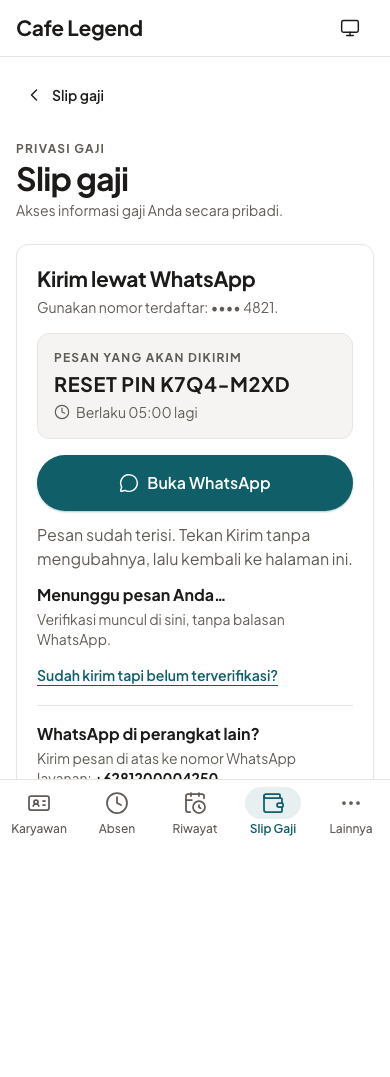 Cafe Legend
Slip gaji
PRIVASI GAJI
Slip gaji
Akses informasi gaji Anda secara pribadi.
Kirim lewat WhatsApp
Gunakan nomor terdaftar: •••• 4821.
PESAN YANG AKAN DIKIRIM
RESET PIN K7Q4-M2XD
Berlaku 05:00 lagi
Buka WhatsApp
Pesan sudah terisi. Tekan Kirim tanpa
mengubahnya, lalu kembali ke halaman ini.
Menunggu pesan Anda…
Verifikasi muncul di sini, tanpa balasan
WhatsApp.
Sudah kirim tapi belum terverifikasi?
WhatsApp di perangkat lain?
Kirim pesan di atas ke nomor WhatsApp
layanan: +6281200004250
Karyawan
Absen
Riwayat
Slip Gaji
Lainnya